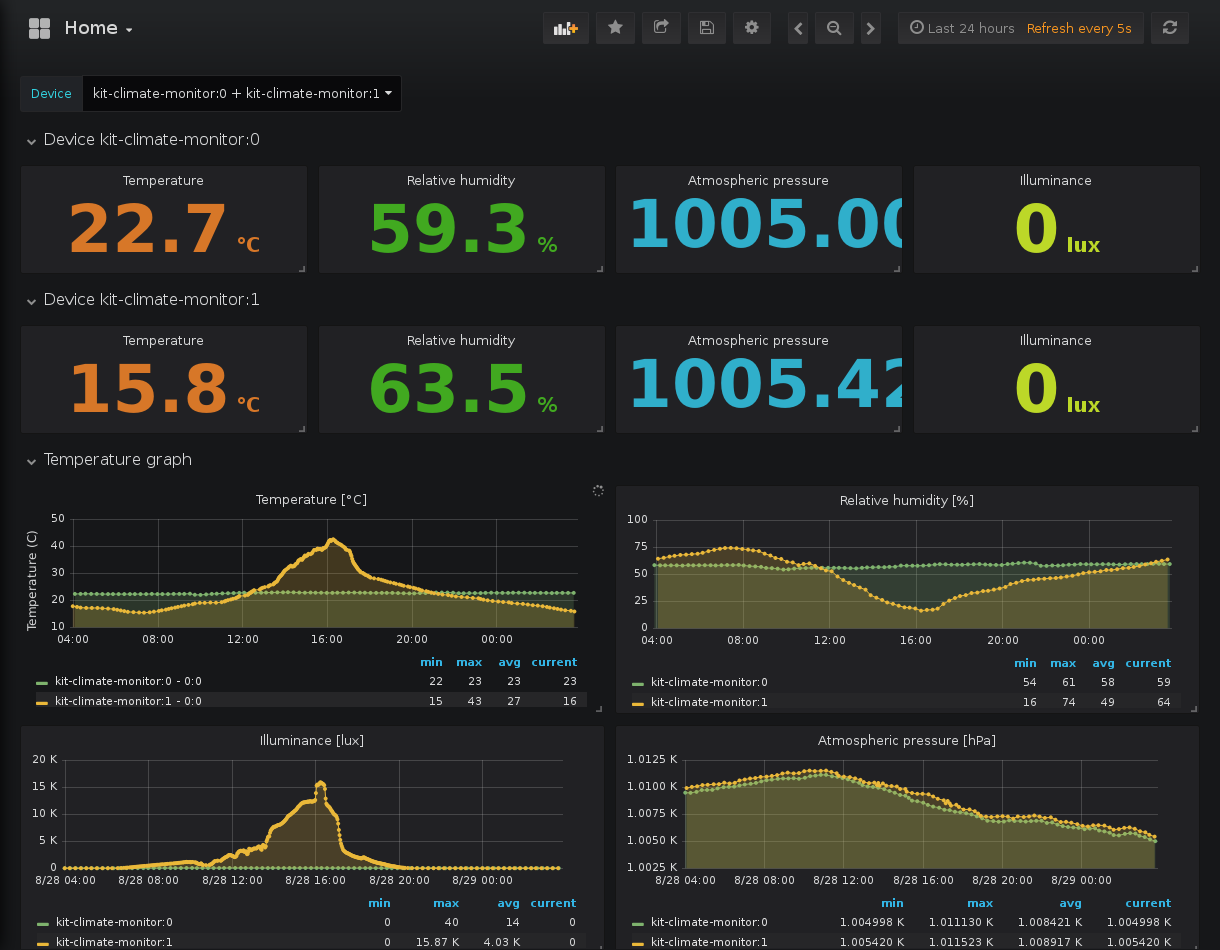 Home
Last 24 hours Refresh every 5s
Device kit-climate-monitor:0 + kit-climate-monitor:1
Device kit-climate-monitor:0
Temperature Relative humidity Atmospheric pressure Illuminance
22.7 °C 59.3 % 1005.00 0 lux
Device kit-climate-monitor:1
Temperature Relative humidity Atmospheric pressure Illuminance
15.8 °C 63.5 % 1005.42 0 lux
Temperature graph
Temperature [°C]
Temperature (C)
50
40
30
20
10
04:00 08:00 12:00 16:00 20:00 00:00
min max avg current
kit-climate-monitor:0 - 0:0 22 23 23 23
kit-climate-monitor:1 - 0:0 15 43 27 16
Relative humidity [%]
100
75
50
25
0
04:00 08:00 12:00 16:00 20:00 00:00
min max avg current
kit-climate-monitor:0 54 61 58 59
kit-climate-monitor:1 16 74 49 64
Illuminance [lux]
20 K
15 K
10 K
5 K
0
8/28 04:00 8/28 08:00 8/28 12:00 8/28 16:00 8/28 20:00 8/29 00:00
min max avg current
kit-climate-monitor:0 0 40 14 0
kit-climate-monitor:1 0 15.87 K 4.03 K 0
Atmospheric pressure [hPa]
1.0125 K
1.0100 K
1.0075 K
1.0050 K
1.0025 K
8/28 04:00 8/28 08:00 8/28 12:00 8/28 16:00 8/28 20:00 8/29 00:00
min max avg current
kit-climate-monitor:0 1.004998 K 1.011130 K 1.008421 K 1.004998 K
kit-climate-monitor:1 1.005420 K 1.011523 K 1.008917 K 1.005420 K